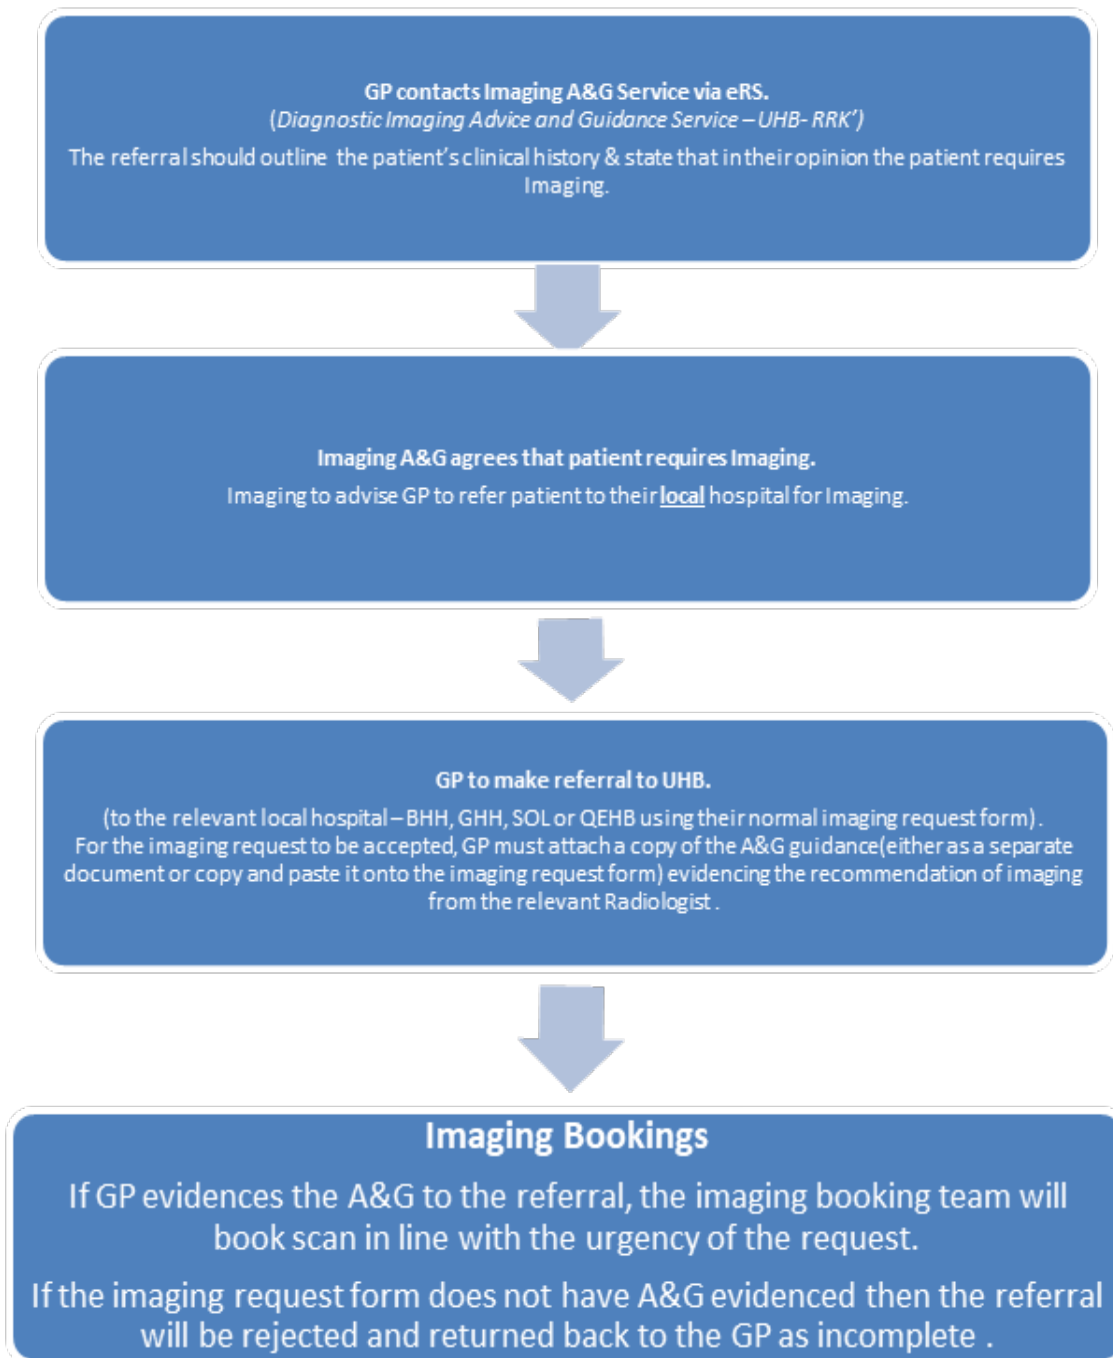 GP contacts Imaging A&G Service via eRS.
(Diagnostic Imaging Advice and Guidance Service – UHB- RRK’)
The referral should outline the patient’s clinical history & state that in their opinion the patient requires
Imaging.
Imaging A&G agrees that patient requires Imaging.
Imaging to advise GP to refer patient to their local hospital for Imaging.
GP to make referral to UHB.
(to the relevant local hospital – BHH, GHH, SOL or QEHB using their normal imaging request form).
For the imaging request to be accepted, GP must attach a copy of the A&G guidance(either as a separate
document or copy and paste it onto the imaging request form) evidencing the recommendation of imaging
from the relevant Radiologist .
Imaging Bookings
If GP evidences the A&G to the referral, the imaging booking team will
book scan in line with the urgency of the request.
If the imaging request form does not have A&G evidenced then the referral
will be rejected and returned back to the GP as incomplete .